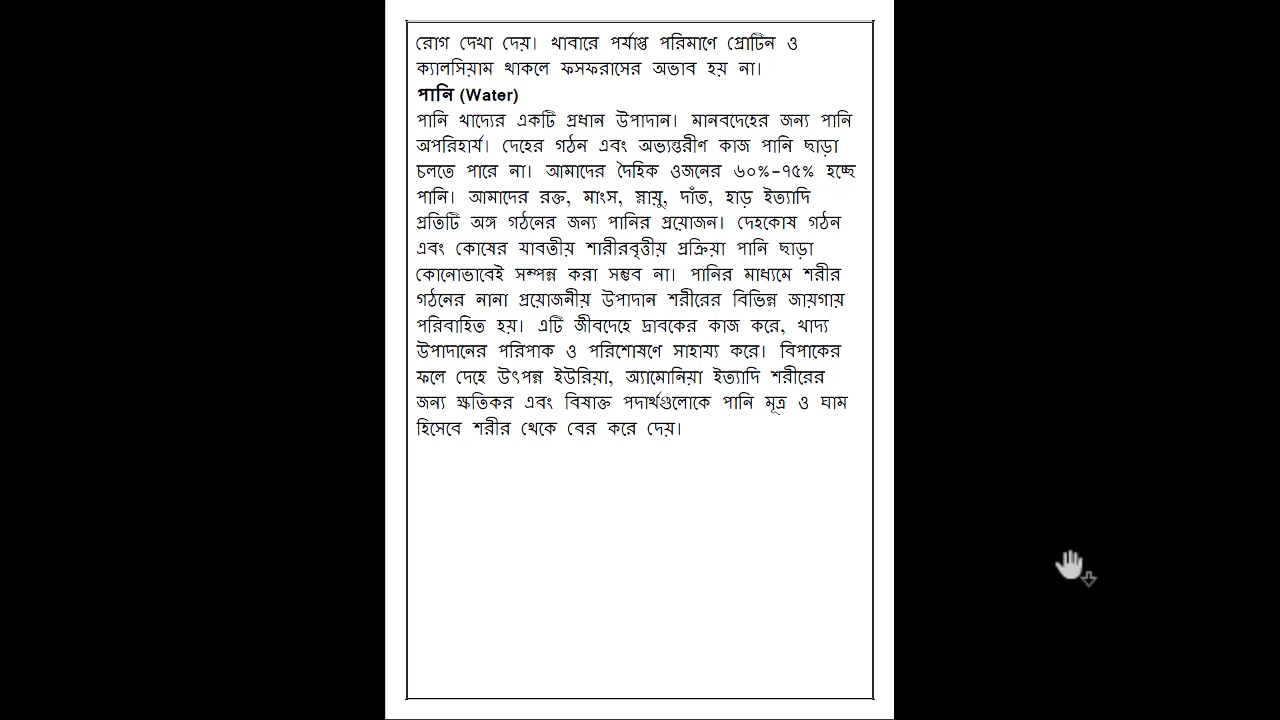 রোগ দেখা দেয়। খাবারে পর্যাপ্ত পরিমাণে প্রোটিন ও
ক্যালসিয়াম থাকলে ফসফরাসের অভাব হয় না।
পানি (Water)
পানি খাদ্যের একটি প্রধান উপাদান। মানবদেহের জন্য পানি
অপরিহার্য। দেহের গঠন এবং অভ্যন্তরীণ কাজ পানি ছাড়া
চলতে পারে না। আমাদের দৈহিক ওজনের ৬০%-৭৫% হচ্ছে
পানি। আমাদের রক্ত, মাংস, স্নায়ু, দাঁত, হাড় ইত্যাদি
প্রতিটি অঙ্গ গঠনের জন্য পানির প্রয়োজন। দেহকোষ গঠন
এবং কোষের যাবতীয় শারীরবৃত্তীয় প্রক্রিয়া পানি ছাড়া
কোনোভাবেই সম্পন্ন করা সম্ভব না। পানির মাধ্যমে শরীর
গঠনের নানা প্রয়োজনীয় উপাদান শরীরের বিভিন্ন জায়গায়
পরিবাহিত হয়। এটি জীবদেহে দ্রাবকের কাজ করে, খাদ্য
উপাদানের পরিপাক ও পরিশোষণে সাহায্য করে। বিপাকের
ফলে দেহে উৎপন্ন ইউরিয়া, অ্যামোনিয়া ইত্যাদি শরীরের
জন্য ক্ষতিকর এবং বিষাক্ত পদার্থগুলোকে পানি মূত্র ও ঘাম
হিসেবে শরীর থেকে বের করে দেয়।